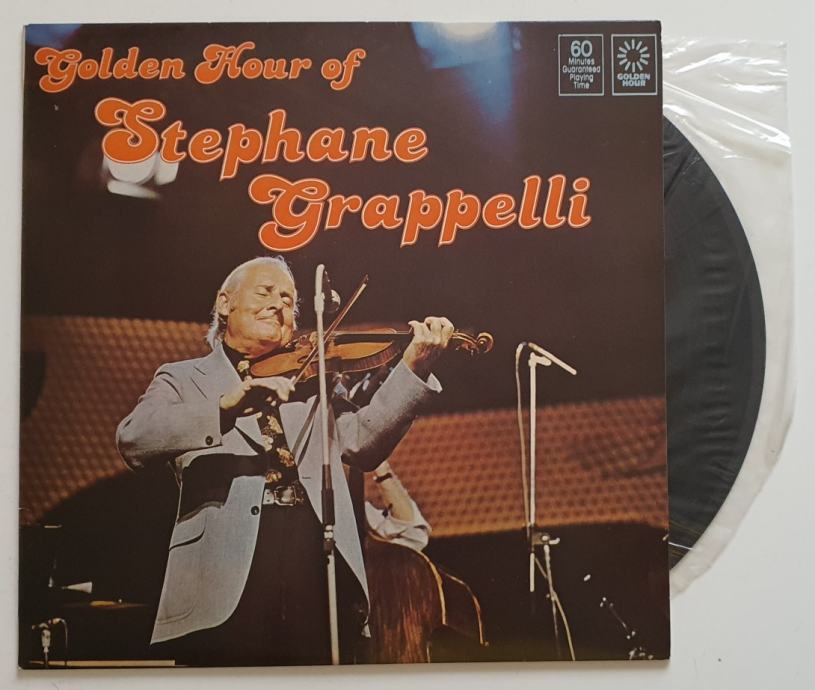 Golden Hour of
Stephane
Grappelli
60
Minutes
Guaranteed
Playing
Time
GOLDEN
HOUR